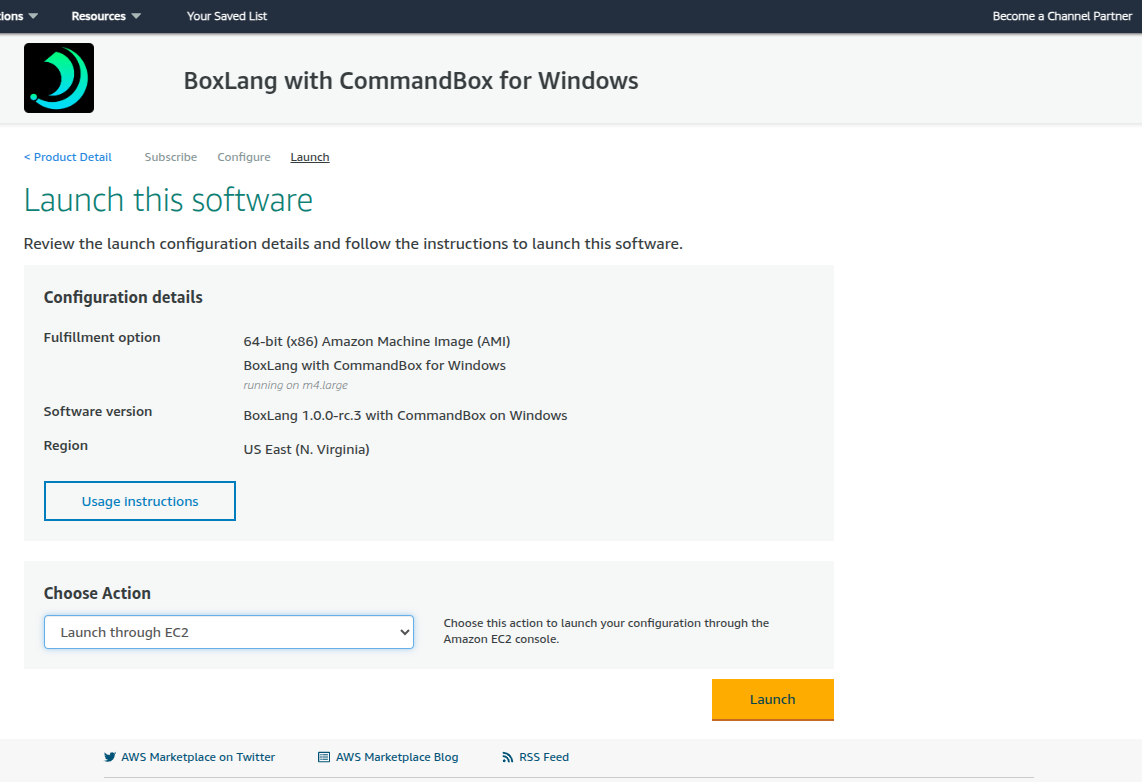 Resources
Your Saved List
Become a Channel Partner
BoxLang with CommandBox for Windows
< Product Detail
Subscribe
Configure
Launch
Launch this software
Review the launch configuration details and follow the instructions to launch this software.
Configuration details
Fulfillment option
64-bit (x86) Amazon Machine Image (AMI)
BoxLang with CommandBox for Windows
running on m4.large
Software version
BoxLang 1.0.0-rc.3 with CommandBox on Windows
Region
US East (N. Virginia)
Usage instructions
Choose Action
Launch through EC2
Choose this action to launch your configuration through the
Amazon EC2 console.
Launch
AWS Marketplace on Twitter
AWS Marketplace Blog
RSS Feed